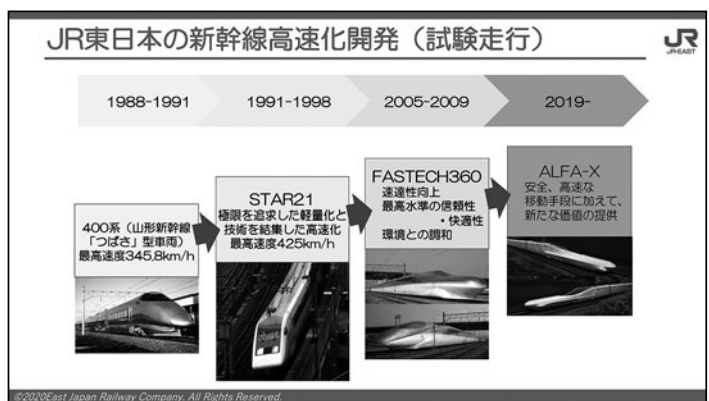 JR東日本の新幹線高速化開発（試験走行）
JR
JR-EAST
1988-1991
1991-1998
2005-2009
2019-
400系（山形新幹線
「つばさ」型車両）
最高速度345.8km/h
STAR21
極限を追求した軽量化と
技術を結集した高速化
最高速度425km/h
FASTECH360
速達性向上
最高水準の信頼性
・快適性
環境との調和
ALFA-X
安全、高速な
移動手段に加えて、
新たな価値の提供
©2020East Japan Railway Company. All Rights Reserved.